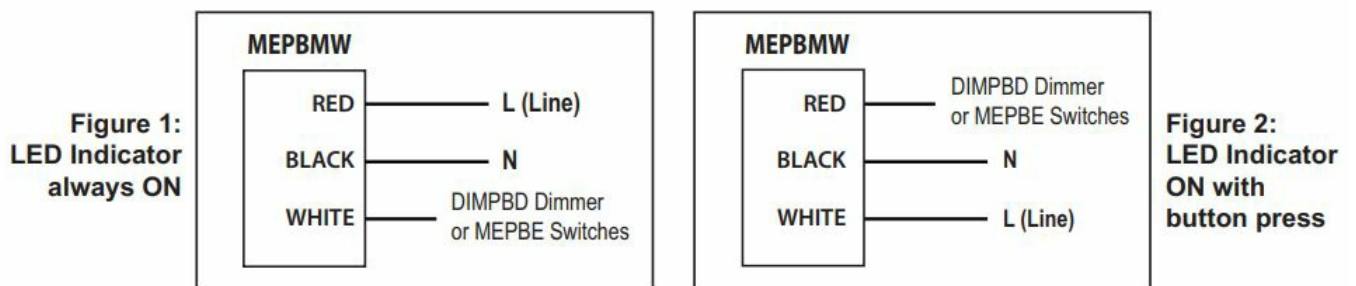 Figure 1:
LED Indicator
always ON
MEPBMW
RED
L (Line)
BLACK
N
WHITE
DIMPBD Dimmer
or MEPBE Switches
MEPBMW
RED
DIMPBD Dimmer
or MEPBE Switches
BLACK
N
WHITE
L (Line)
Figure 2:
LED Indicator
ON with
button press